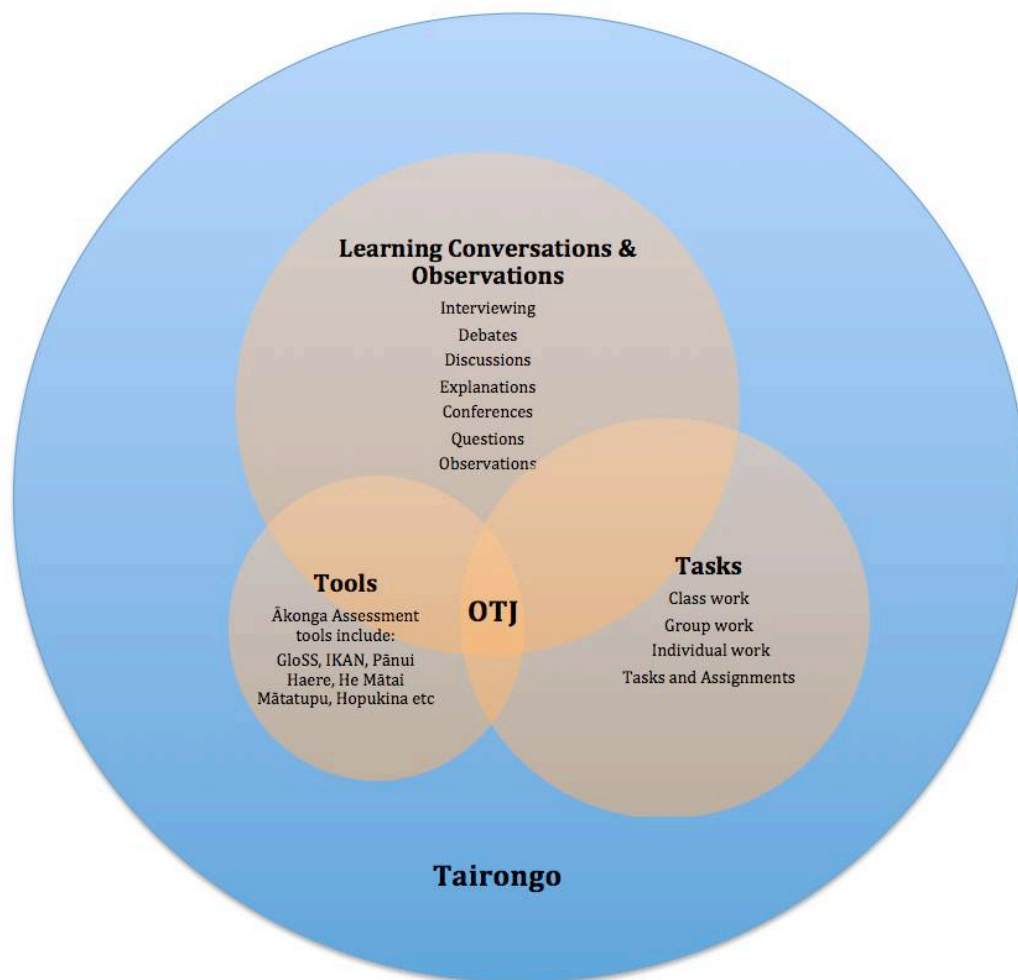 Learning Conversations &
Observations
Interviewing
Debates
Discussions
Explanations
Conferences
Questions
Observations
Tools
Ākonga Assessment
tools include:
GloSS, IKAN, Pānui
Haere, He Mātai
Mātatupu, Hopukina etc
OTJ
Tasks
Class work
Group work
Individual work
Tasks and Assignments
Tairongo